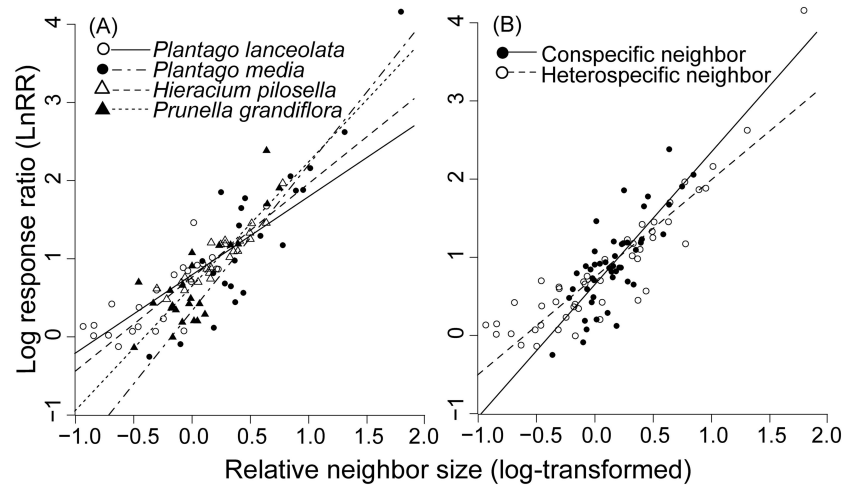 (A)
Plantago lanceolata
Plantago media
Hieracium pilosella
Prunella grandiflora
4
3
2
1
0
−1
−1.0 −0.5 0.0 0.5 1.0 1.5 2.0
Log response ratio (LnRR)
(B)
Conspecific neighbor
Heterospecific neighbor
4
3
2
1
0
−1
−1.0 −0.5 0.0 0.5 1.0 1.5 2.0
Relative neighbor size (log-transformed)